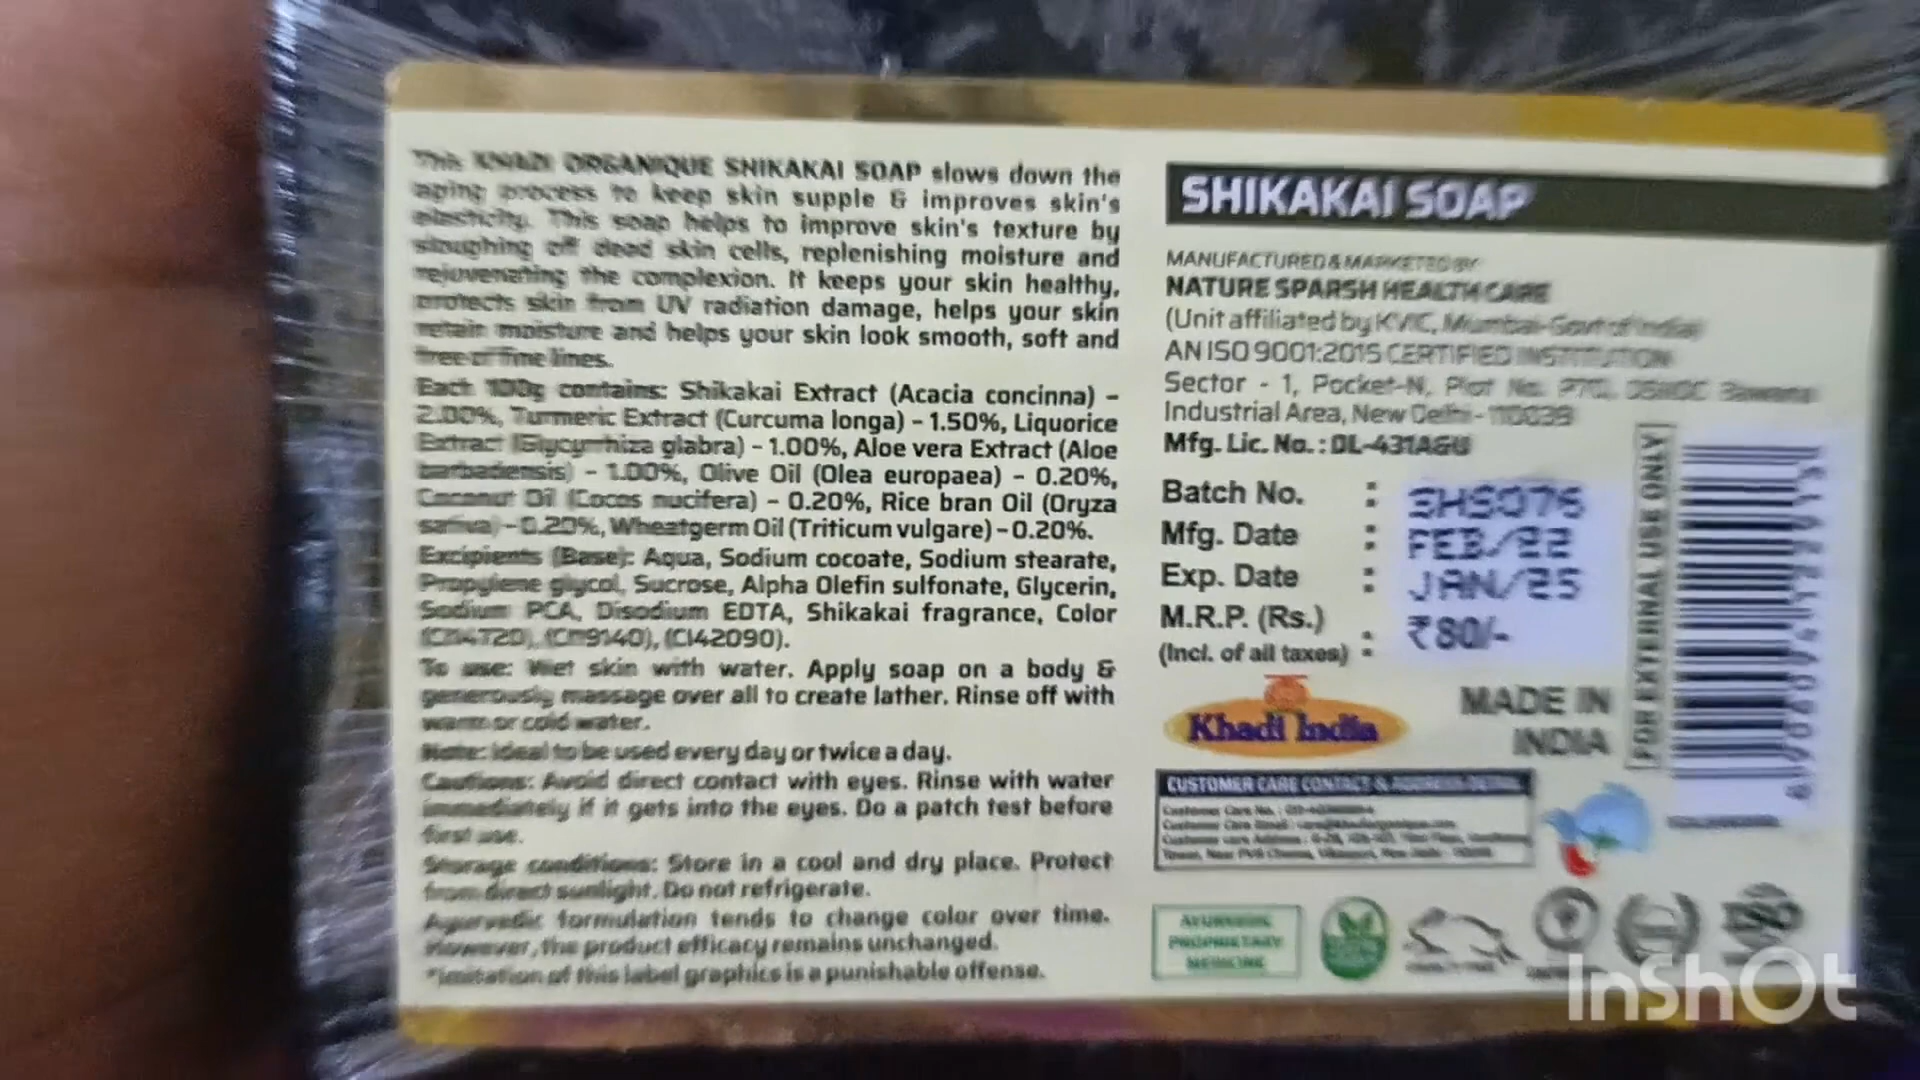 This KHADI ORGANIQUE SHIKAKAI SOAP slows down the
aging process to keep skin supple & improves skin's
elasticity. This soap helps to improve skin's texture by
sloughing off dead skin cells, replenishing moisture and
rejuvenating the complexion. It keeps your skin healthy,
protects skin from UV radiation damage, helps your skin
retain moisture and helps your skin look smooth, soft and
free of fine lines.
Each 100g contains: Shikakai Extract (Acacia concinna) –
2.00%, Turmeric Extract (Curcuma longa) – 1.50%, Liquorice
Extract (Glycyrrhiza glabra) – 1.00%, Aloe vera Extract (Aloe
barbadensis) – 1.00%, Olive Oil (Olea europaea) – 0.20%,
Coconut Oil (Cocos nucifera) – 0.20%, Rice bran Oil (Oryza
sativa) – 0.20%, Wheatgerm Oil (Triticum vulgare) – 0.20%.
Excipients (Base): Aqua, Sodium cocoate, Sodium stearate,
Propylene glycol, Sucrose, Alpha Olefin sulfonate, Glycerin,
Sodium PCA, Disodium EDTA, Shikakai fragrance, Color
(CI42090).
To use: Wet skin with water. Apply soap on a body &
generously massage over all to create lather. Rinse off with
warm or cold water.
Note: Ideal to be used every day or twice a day.
Cautions: Avoid direct contact with eyes. Rinse with water
immediately if it gets into the eyes. Do a patch test before
first use.
Storage conditions: Store in a cool and dry place. Protect
from direct sunlight. Do not refrigerate.
Ayurvedic formulation tends to change color over time.
However, the product efficacy remains unchanged.
*Imitation of this label graphics is a punishable offense.
SHIKAKAI SOAP
MANUFACTURED & MARKETED BY
NATURE SPARSH HEALTH CARE
(Unit affiliated by KVIC, Mumbai-Govt of India)
AN ISO 9001:2015 CERTIFIED INSTITUTION
Sector - 1, Pocket-N, Plot No. Bawana
Industrial Area, New Delhi - 110039
Mfg. Lic. No. : DL-431A&U
Batch No. : SHS076
Mfg. Date : FEB/22
Exp. Date : JAN/25
M.R.P. (Rs.) : ₹80/-
(Incl. of all taxes)
FOR EXTERNAL USE ONLY
Khadi India
MADE IN
INDIA
CUSTOMER CARE CONTACT & ADDRESS DETAIL
AYURVEDIC
PROPRIETARY
MEDICINE
ISO
InShOt